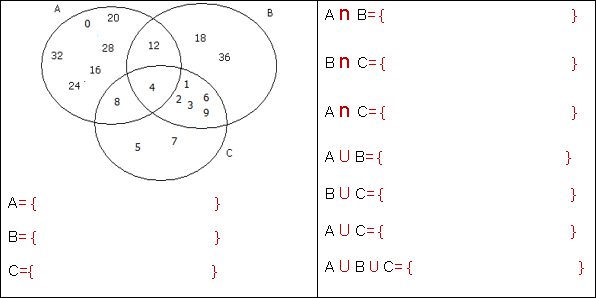 A
B
20
0
18
28
12
32
36
16
24
4
1
8
2
3
6
9
7
5
C
A= { }
B= { }
C={ }
A ∩ B= { }
B ∩ C= { }
A ∩ C= { }
A U B= { }
B U C= { }
A U C= { }
A U B U C= { }